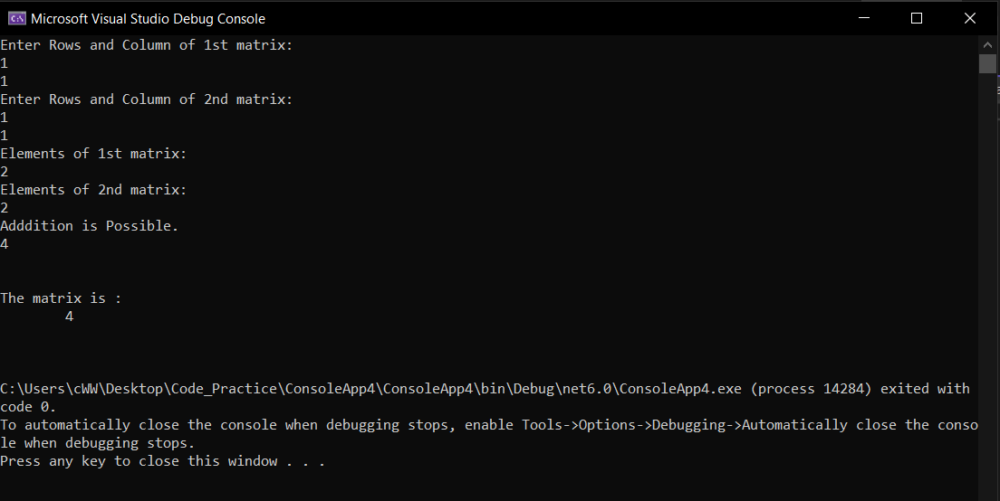 Microsoft Visual Studio Debug Console
Enter Rows and Column of 1st matrix:
1
1
Enter Rows and Column of 2nd matrix:
1
1
Elements of 1st matrix:
2
Elements of 2nd matrix:
2
Adddition is Possible.
4
The matrix is :
4
C:\Users\cWW\Desktop\Code_Practice\ConsoleApp4\ConsoleApp4\bin\Debug\net6.0\ConsoleApp4.exe (process 14284) exited with
code 0.
To automatically close the console when debugging stops, enable Tools->Options->Debugging->Automatically close the conso
le when debugging stops.
Press any key to close this window . . .